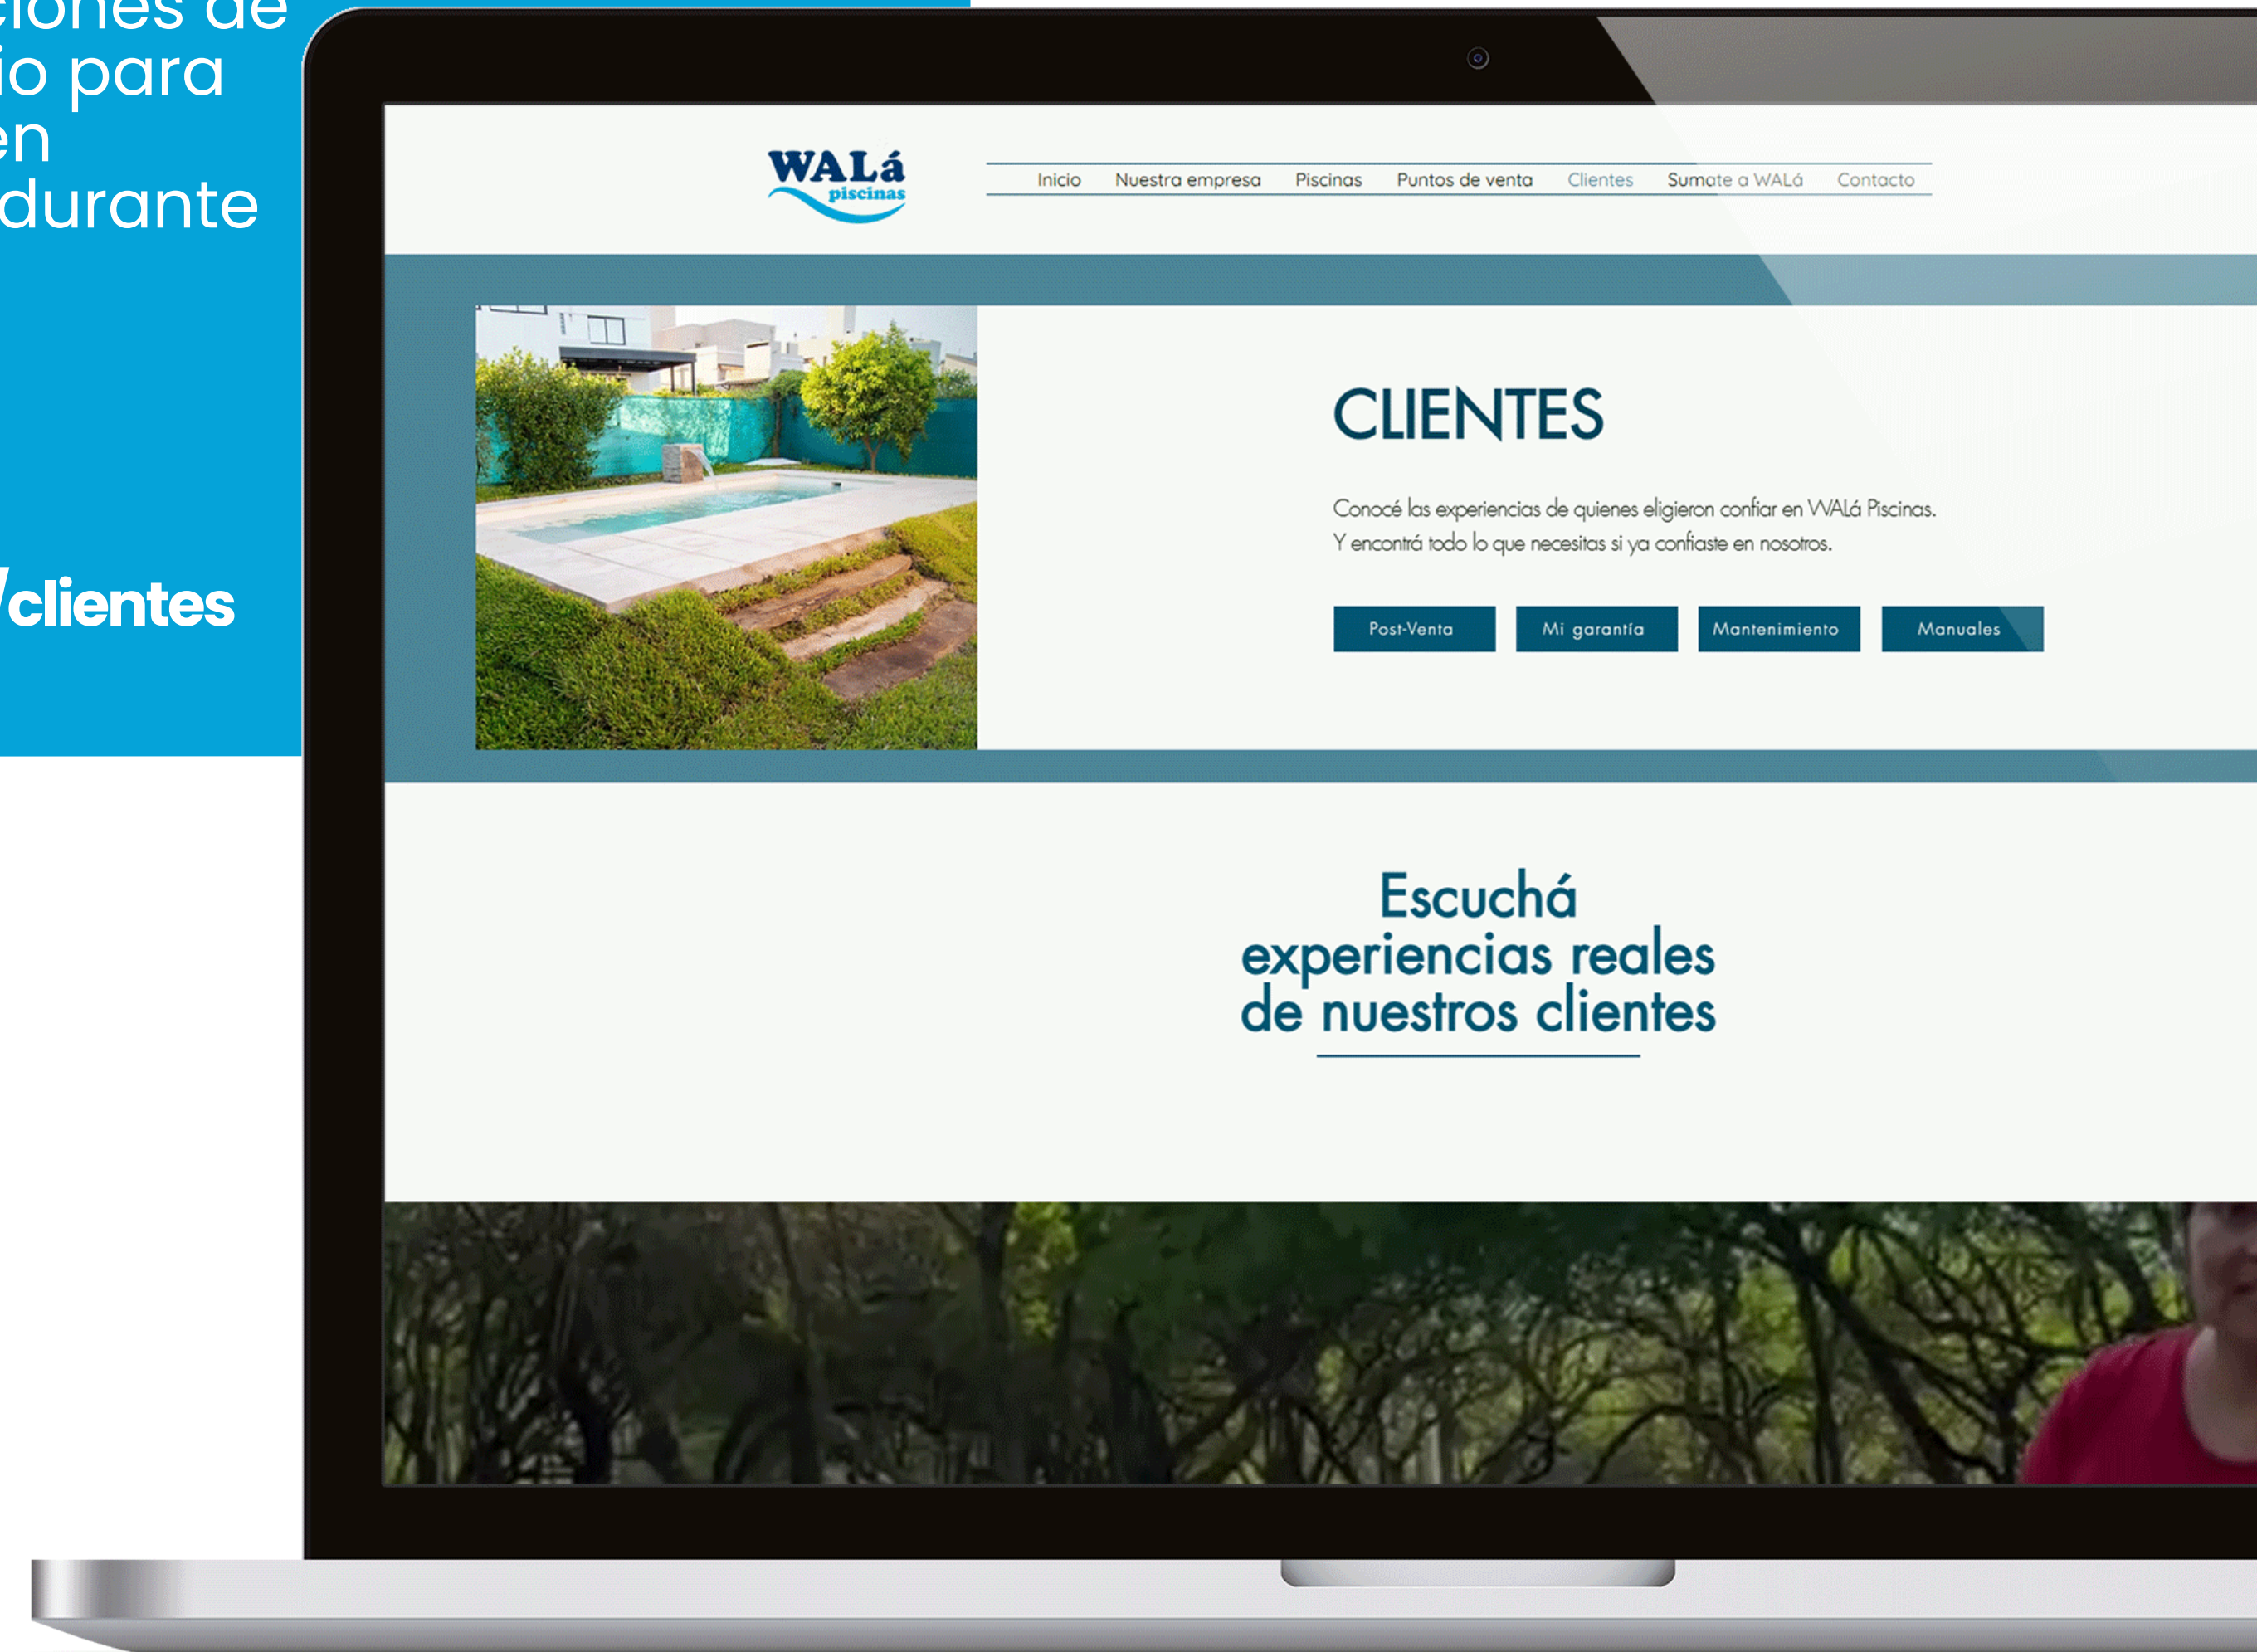 de
para
en
durante
/clientes
WALá
piscinas
Inicio Nuestra empresa Piscinas Puntos de venta Clientes Sumate a WALá Contacto
CLIENTES
Conocé las experiencias de quienes eligieron confiar en WALá Piscinas.
Y encontrá todo lo que necesitas si ya confiaste en nosotros.
Post-Venta Mi garantía Mantenimiento Manuales
Escuchá
experiencias reales
de nuestros clientes